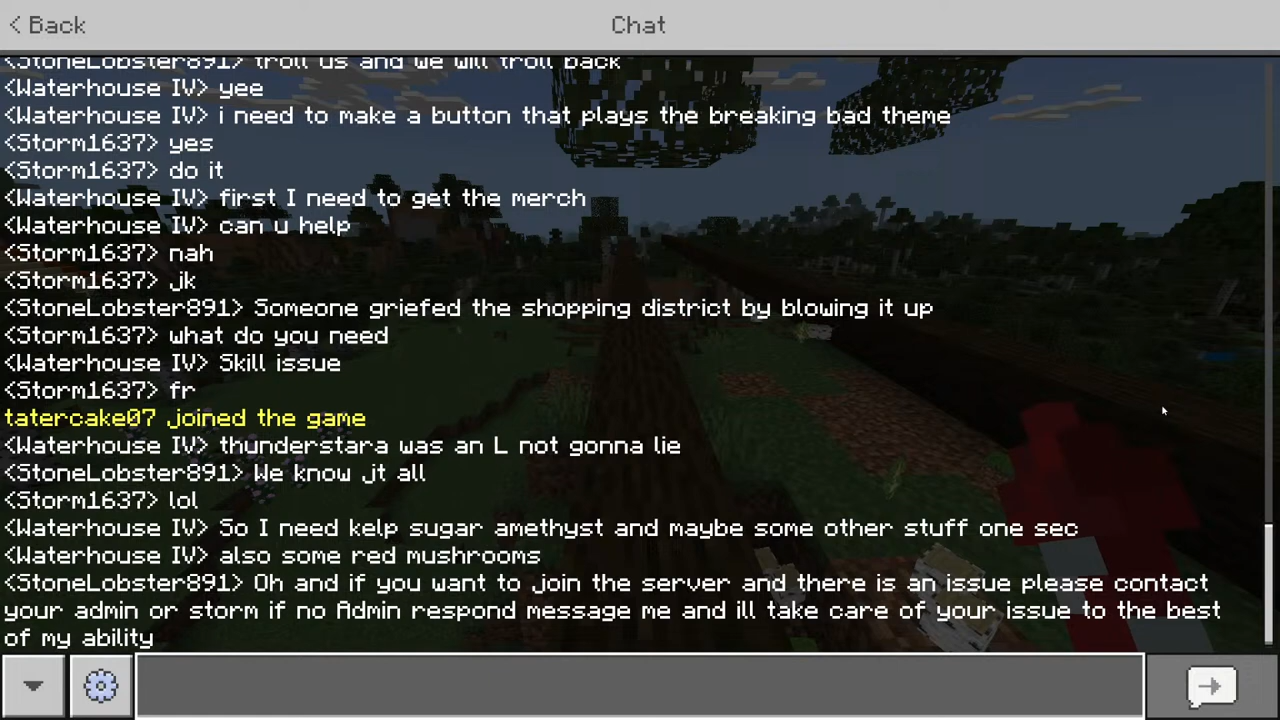 Back
Chat
<StoneLobster891> troll us and we will troll back
<Waterhouse IV> yee
<Waterhouse IV> i need to make a button that plays the breaking bad theme
<Storm1637> yes
<Storm1637> do it
<Waterhouse IV> first I need to get the merch
<Waterhouse IV> can u help
<Storm1637> nah
<Storm1637> jk
<StoneLobster891> Someone griefed the shopping district by blowing it up
<Storm1637> what do you need
<Waterhouse IV> Skill issue
<Storm1637> fr
tatercake07 joined the game
<Waterhouse IV> thunderstara was an L not gonna lie
<StoneLobster891> We know jt all
<Storm1637> lol
<Waterhouse IV> So I need kelp sugar amethyst and maybe some other stuff one sec
<Waterhouse IV> also some red mushrooms
<StoneLobster891> Oh and if you want to join the server and there is an issue please contact
your admin or storm if no Admin respond message me and ill take care of your issue to the best
of my ability